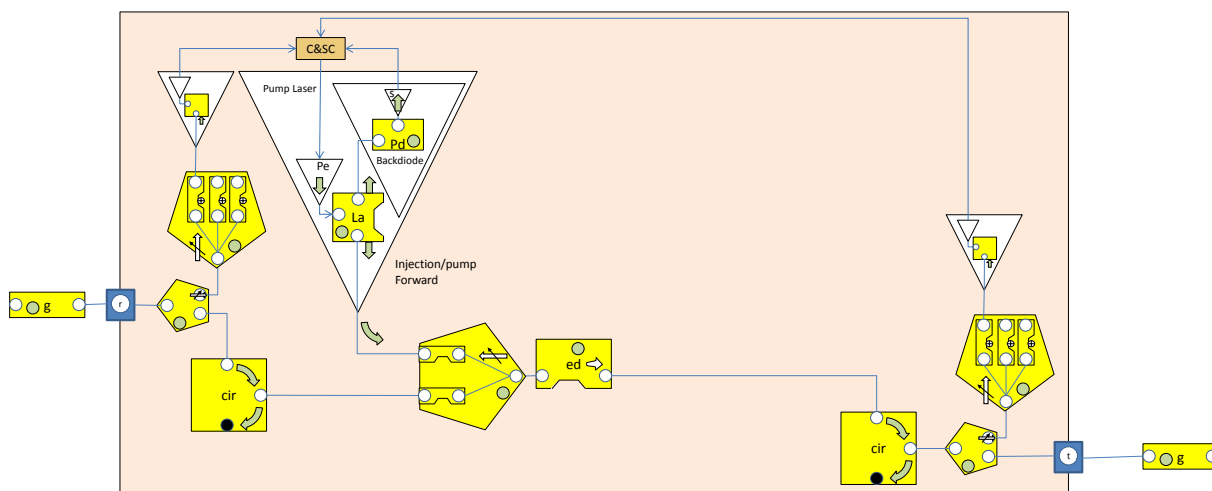 C&SC
Pump Laser
S
Pd
Backdiode
Pe
La
Injection/pump
Forward
g
r
cir
ed
cir
t
g